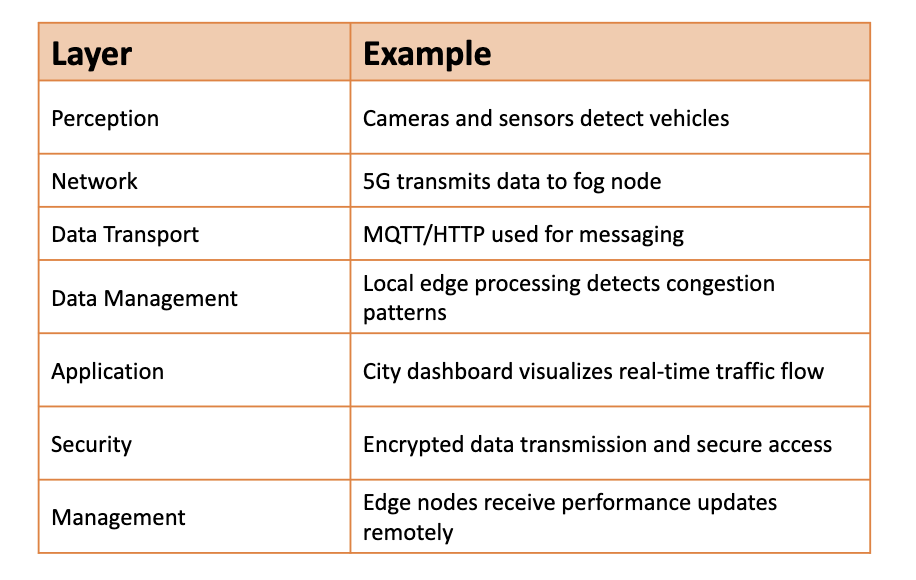 Layer Example
Perception Cameras and sensors detect vehicles
Network 5G transmits data to fog node
Data Transport MQTT/HTTP used for messaging
Data Management Local edge processing detects congestion
patterns
Application City dashboard visualizes real-time traffic flow
Security Encrypted data transmission and secure access
Management Edge nodes receive performance updates
remotely